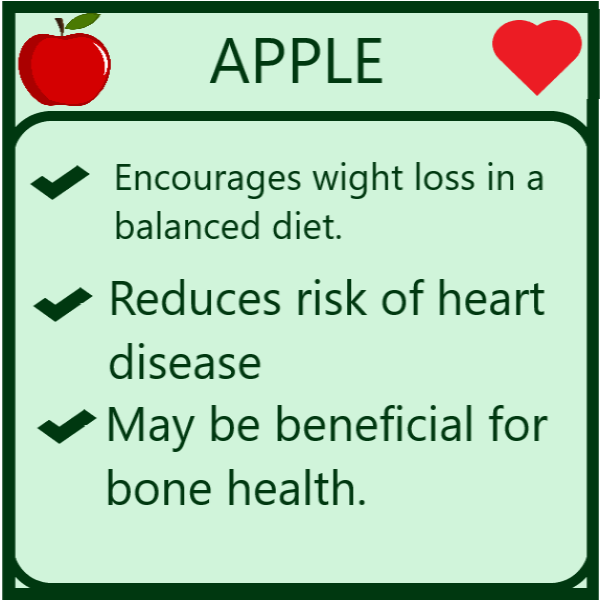 APPLE
Encourages wight loss in a
balanced diet.
Reduces risk of heart
disease
May be beneficial for
bone health.